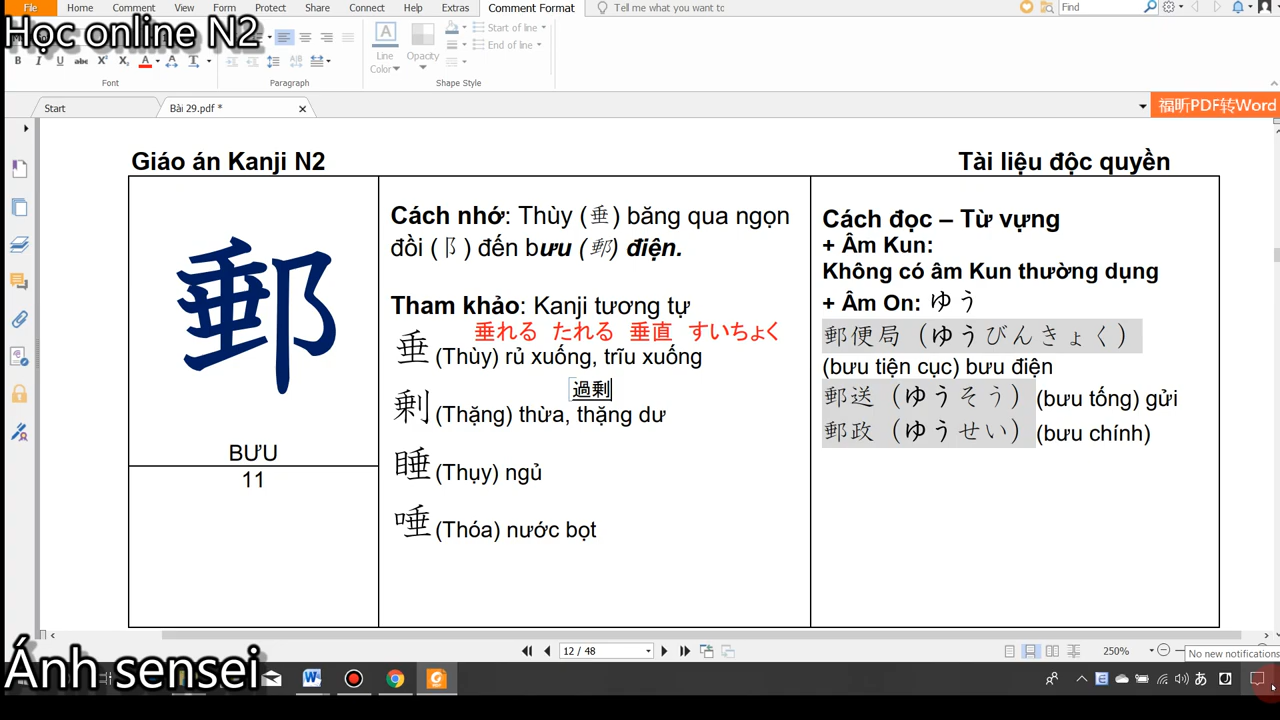 File Home Comment View Form Protect Share Connect Help Extras Comment Format Tell me what you want to Find
Học online N2
Line Color
Opacity
Start of line
End of line
Font Paragraph Shape Style
Start Bài 29.pdf *
福昕PDF转Word
Giáo án Kanji N2 Tài liệu độc quyền
郵
BƯU
11
Cách nhớ: Thùy (垂) băng qua ngọn
đồi (阝) đến bưu (郵) điện.
Tham khảo: Kanji tương tự
垂れる たれる 垂直 すいちょく
垂 (Thùy) rủ xuống, trĩu xuống
過剰
剰 (Thặng) thừa, thặng dư
睡 (Thụy) ngủ
唾 (Thóa) nước bọt
Cách đọc – Từ vựng
+ Âm Kun:
Không có âm Kun thường dụng
+ Âm On: ゆう
郵便局（ゆうびんきょく）
(bưu tiện cục) bưu điện
郵送（ゆうそう）(bưu tống) gửi
郵政（ゆうせい）(bưu chính)
12 / 48
250%
No new notifications
Ánh sensei
あ